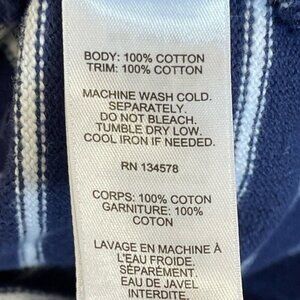 BODY: 100% COTTON
TRIM: 100% COTTON
MACHINE WASH COLD.
SEPARATELY.
DO NOT BLEACH.
TUMBLE DRY LOW.
COOL IRON IF NEEDED.
RN 134578
CORPS: 100% COTON
GARNITURE: 100%
COTON
LAVAGE EN MACHINE À
L'EAU FROIDE.
SÉPARÉMENT.
EAU DE JAVEL
INTERDITE.